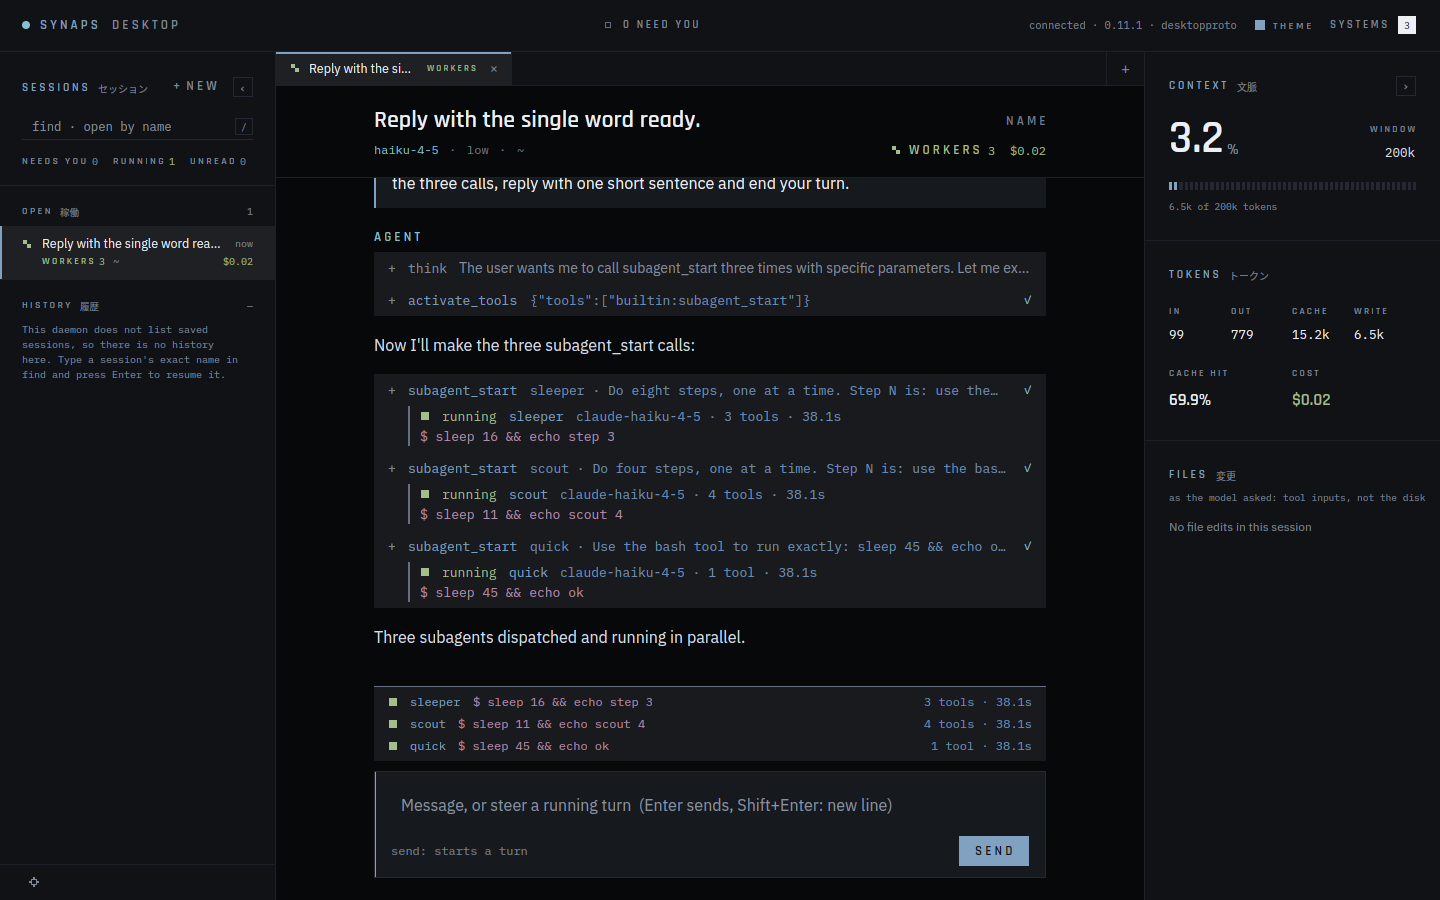 SYNAPS DESKTOP
0 NEED YOU
connected · 0.11.1 · desktopproto
THEME
SYSTEMS 3
SESSIONS セッション
+ NEW
‹
find · open by name
/
NEEDS YOU 0 RUNNING 1 UNREAD 0
OPEN 稼働 1
Reply with the single word rea... now
WORKERS 3 ~ $0.02
HISTORY 履歴 —
This daemon does not list saved
sessions, so there is no history
here. Type a session's exact name in
find and press Enter to resume it.
Reply with the si... WORKERS ×
+
Reply with the single word ready.
NAME
haiku-4-5 · low · ~
WORKERS 3 $0.02
the three calls, reply with one short sentence and end your turn.
AGENT
+ think The user wants me to call subagent_start three times with specific parameters. Let me ex...
+ activate_tools {"tools":["builtin:subagent_start"]} ✓
Now I'll make the three subagent_start calls:
+ subagent_start sleeper · Do eight steps, one at a time. Step N is: use the… ✓
running sleeper claude-haiku-4-5 · 3 tools · 38.1s
$ sleep 16 && echo step 3
+ subagent_start scout · Do four steps, one at a time. Step N is: use the bas… ✓
running scout claude-haiku-4-5 · 4 tools · 38.1s
$ sleep 11 && echo scout 4
+ subagent_start quick · Use the bash tool to run exactly: sleep 45 && echo o… ✓
running quick claude-haiku-4-5 · 1 tool · 38.1s
$ sleep 45 && echo ok
Three subagents dispatched and running in parallel.
sleeper $ sleep 16 && echo step 3 3 tools · 38.1s
scout $ sleep 11 && echo scout 4 4 tools · 38.1s
quick $ sleep 45 && echo ok 1 tool · 38.1s
Message, or steer a running turn (Enter sends, Shift+Enter: new line)
send: starts a turn
SEND
CONTEXT 文脈
›
3.2 %
WINDOW
200k
6.5k of 200k tokens
TOKENS トークン
IN OUT CACHE WRITE
99 779 15.2k 6.5k
CACHE HIT COST
69.9% $0.02
FILES 変更
as the model asked: tool inputs, not the disk
No file edits in this session